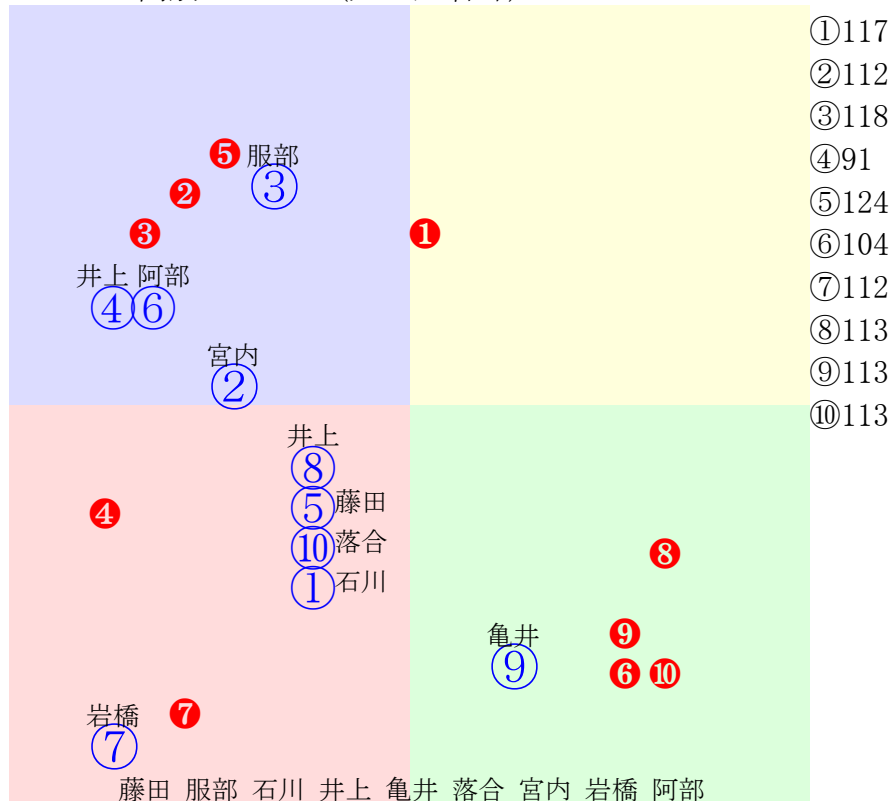 ①117
②112
③118
④91
⑤124
⑥104
⑦112
⑧113
⑨113
⑩113
❺ 服部
③
❷
❸
❶
井上 阿部
④⑥
宮内
②
井上
⑧
❹
⑤藤田
⑩落合
❽
①石川
亀井
❾
⑨
❻ ❿
岩橋
❼
⑦
藤田 服部 石川 井上 亀井 落合 宮内 岩橋 阿部